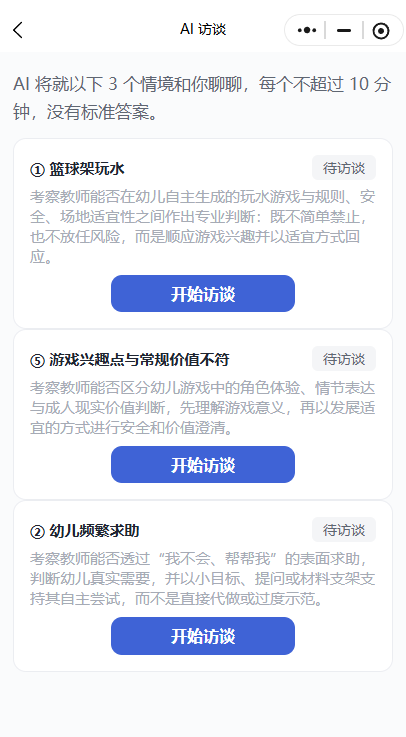 AI 访谈
AI 将就以下 3 个情境和你聊聊，每个不超过 10 分
钟，没有标准答案。
① 篮球架玩水
待访谈
考察教师能否在幼儿自主生成的玩水游戏与规则、安
全、场地适宜性之间作出专业判断：既不简单禁止，
也不放任风险，而是顺应游戏兴趣并以适宜方式回
应。
开始访谈
⑤ 游戏兴趣点与常规价值不符
待访谈
考察教师能否区分幼儿游戏中的角色体验、情节表达
与成人现实价值判断，先理解游戏意义，再以发展适
宜的方式进行安全和价值澄清。
开始访谈
② 幼儿频繁求助
待访谈
考察教师能否透过“我不会、帮帮我”的表面求助，
判断幼儿真实需要，并以小目标、提问或材料支架支
持其自主尝试，而不是直接代做或过度示范。
开始访谈